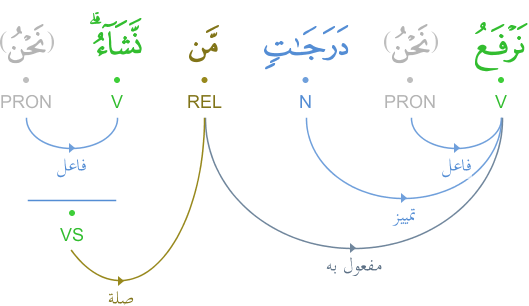 نَرْفَعُ (نَحْنُ) دَرَجَـٰتٍ مَّن نَّشَآءُ ۗ (نَحْنُ)
V PRON N REL V PRON
فاعل فاعل
تمييز
VS
مفعول به
صلة